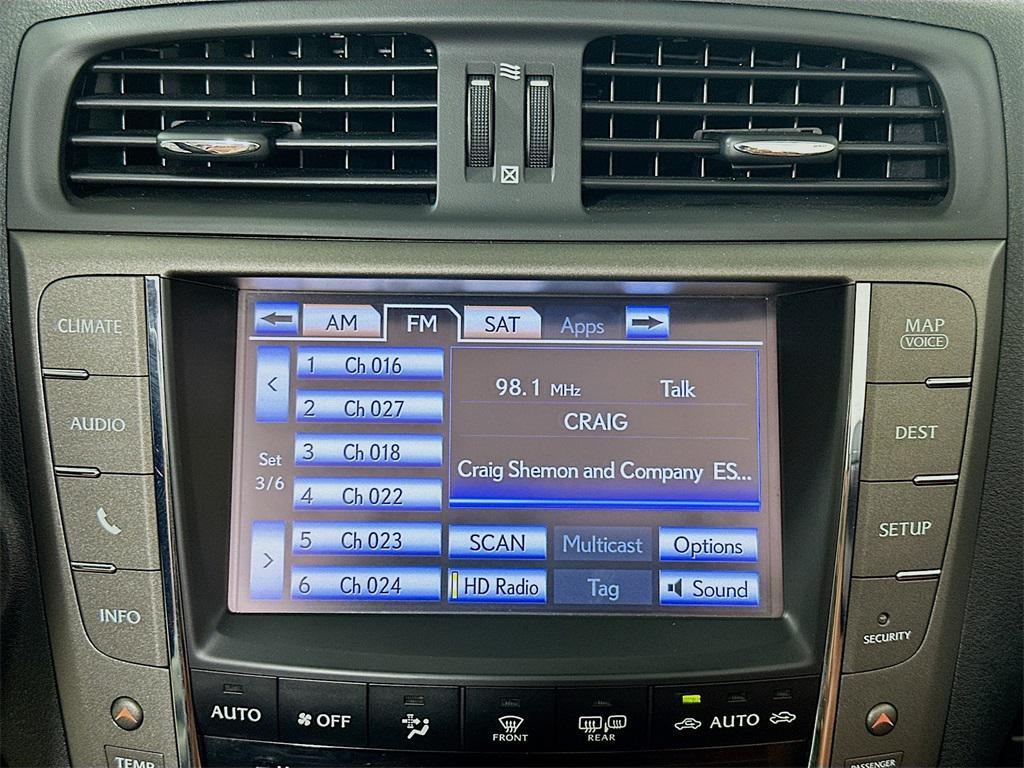 AM FM SAT Apps
CLIMATE
AUDIO
INFO
1 Ch 016
2 Ch 027
3 Ch 018
4 Ch 022
5 Ch 023
6 Ch 024
<
Set
3/6
>
98.1 MHz Talk
CRAIG
Craig Shemon and Company ES...
SCAN Multicast Options
HD Radio Tag Sound
MAP
VOICE
DEST
SETUP
SECURITY
AUTO OFF FRONT REAR AUTO
TEMP
PASSENGER